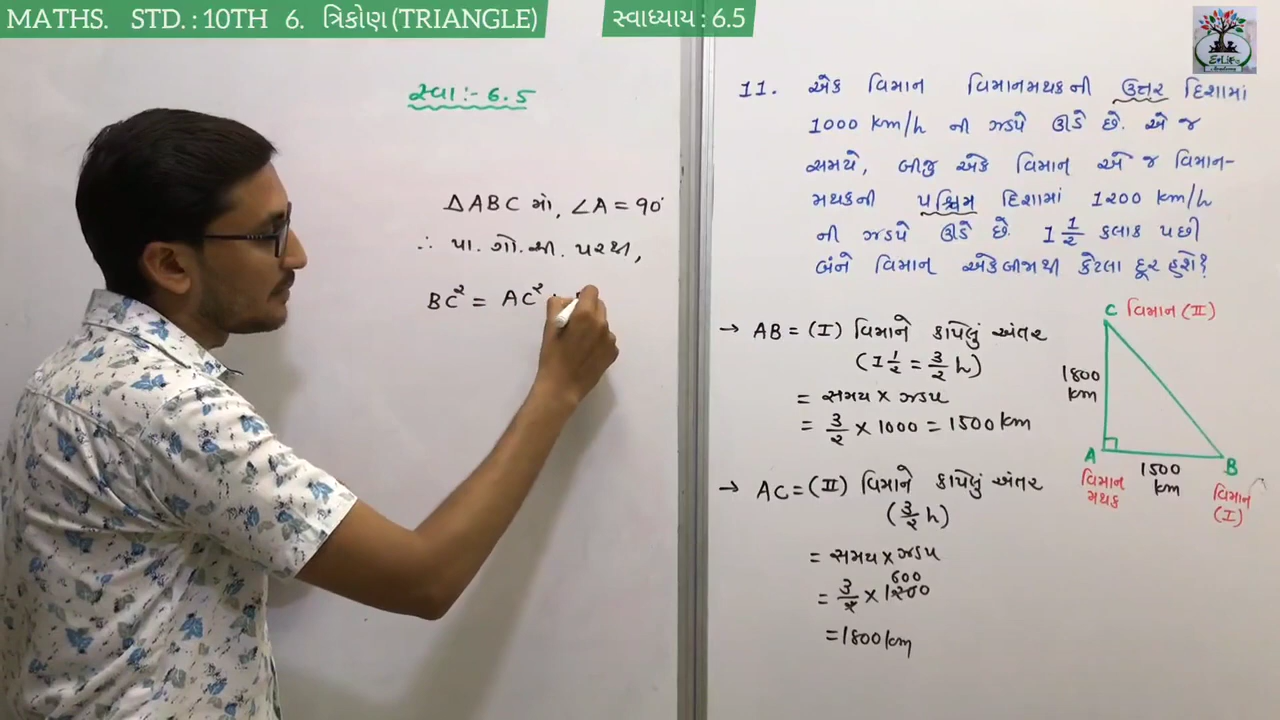 MATHS. STD. : 10TH 6. ત્રિકોણ (TRIANGLE)
સ્વાધ્યાય : 6.5
E-Life
Academy
સ્વા:- 6.5
△ABC માં, ∠A = 90°
∴ પા. ગો. પ્રી. પરથી,
BC² = AC² +
11. એક વિમાન વિમાનમથકની ઉત્તર દિશામાં
1000 km/h ની ઝડપે ઊડે છે. એ જ
સમયે, બીજુ એક વિમાન એ જ વિમાન-
મથકની પશ્ચિમ દિશામાં 1200 km/h
ની ઝડપે ઊડે છે. 1 1/2 કલાક પછી
બંને વિમાન એકબીજાથી કેટલા દૂર હશે?
→ AB = (I) વિમાને કાપેલું અંતર
(1 1/2 = 3/2 h)
= સમય × ઝડપ
= 3/2 × 1000 = 1500 km
→ AC = (II) વિમાને કાપેલું અંતર
(3/2 h)
= સમય × ઝડપ
600
= 3/2 × 1200
= 1800 km
C વિમાન (II)
1800
km
A
B
1500
km
વિમાન
મથક
વિમાન
(I)